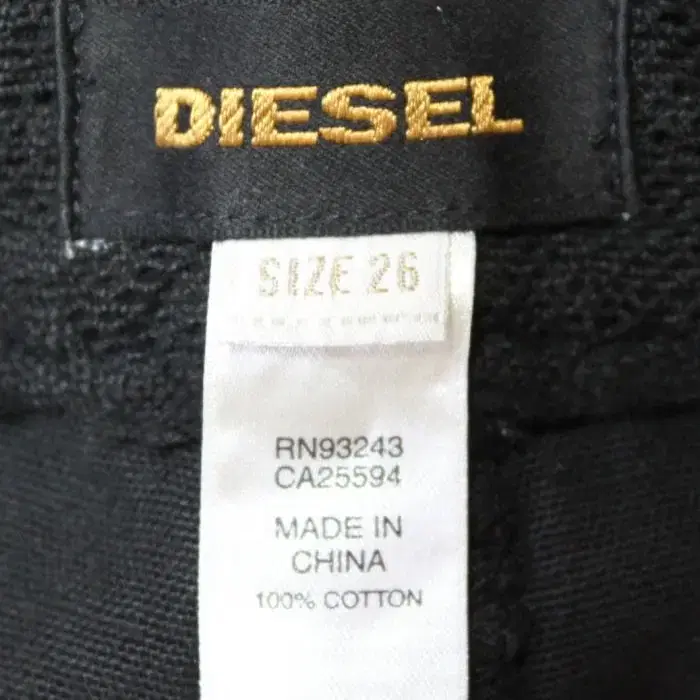 DIESEL
SIZE 26
RN93243
CA25594
MADE IN
CHINA
100% COTTON